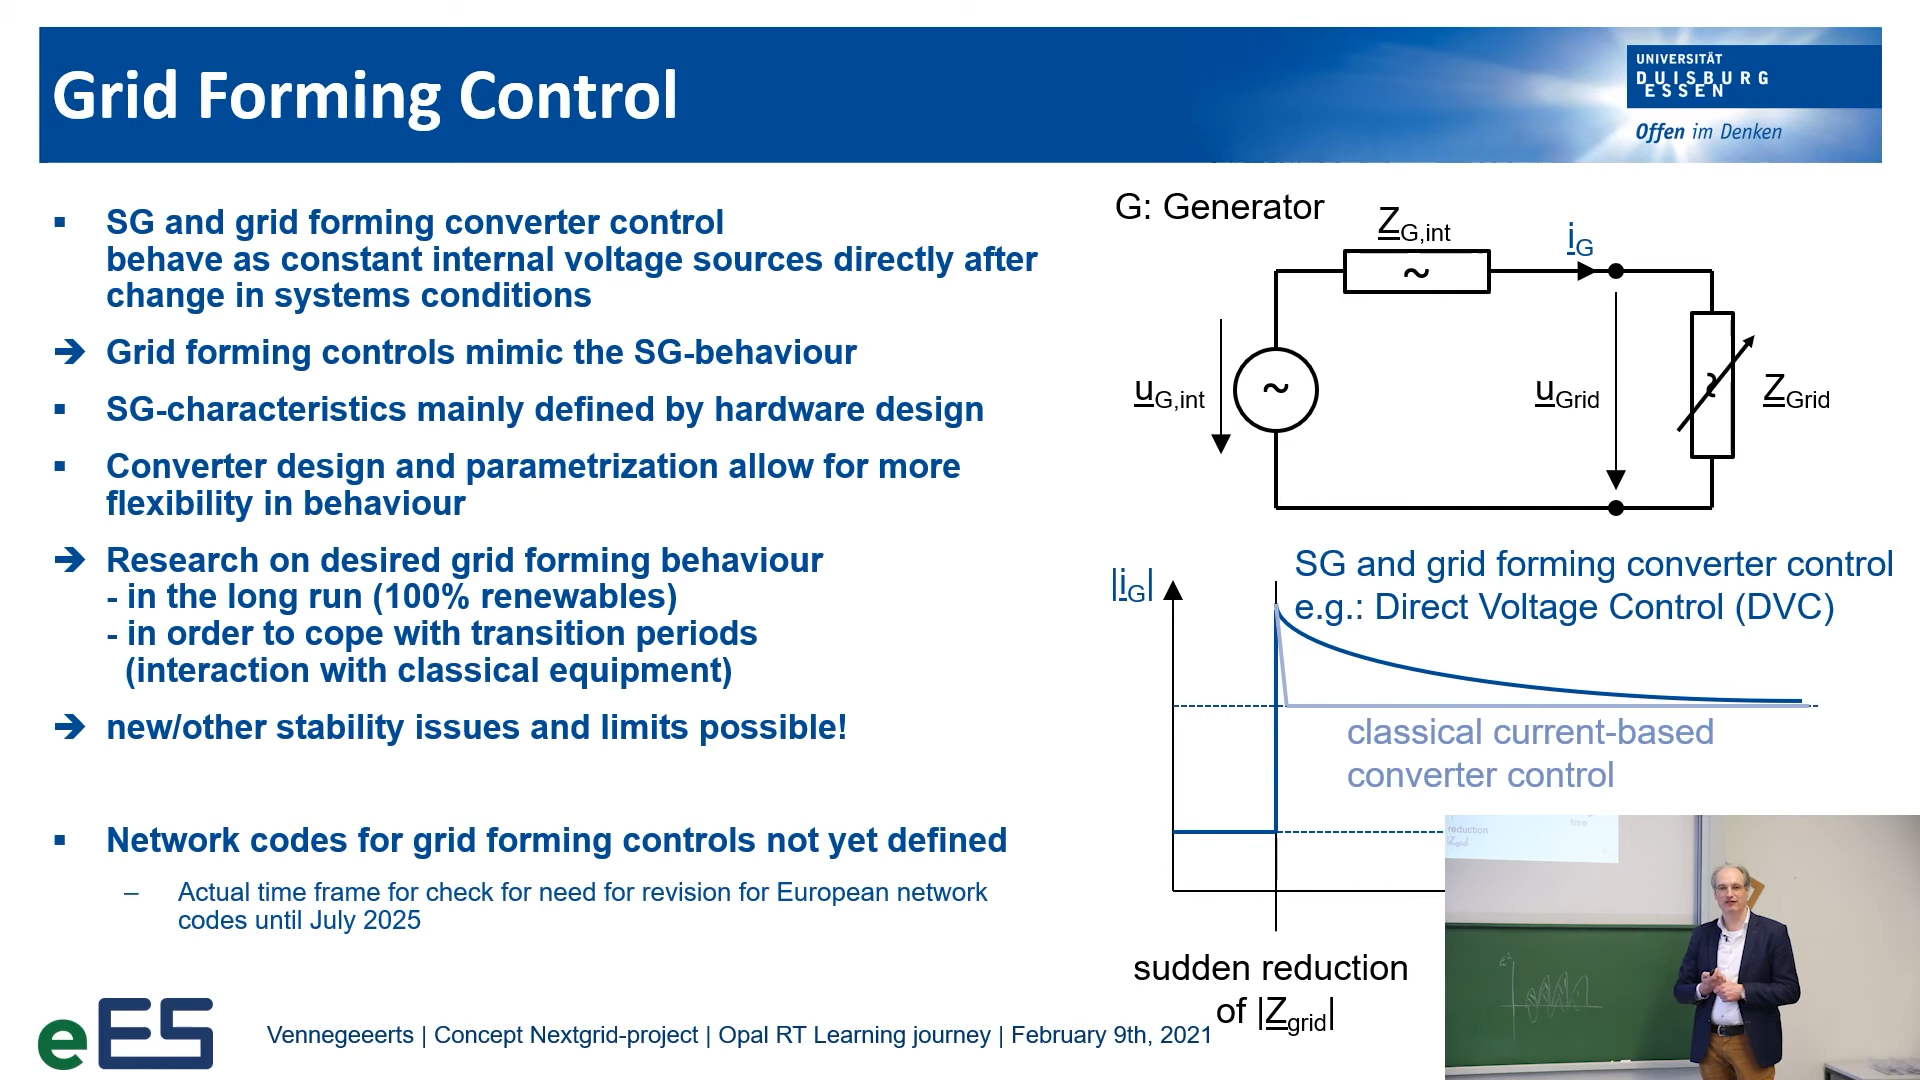 Grid Forming Control
UNIVERSITÄT
DUISBURG
ESSEN
Offen im Denken
▪ SG and grid forming converter control
behave as constant internal voltage sources directly after
change in systems conditions
➔ Grid forming controls mimic the SG-behaviour
▪ SG-characteristics mainly defined by hardware design
▪ Converter design and parametrization allow for more
flexibility in behaviour
➔ Research on desired grid forming behaviour
- in the long run (100% renewables)
- in order to cope with transition periods
(interaction with classical equipment)
➔ new/other stability issues and limits possible!
▪ Network codes for grid forming controls not yet defined
– Actual time frame for check for need for revision for European network
codes until July 2025
G: Generator
Z_G,int
i_G
~
u_G,int
~
u_Grid
~
Z_Grid
|i_G|
SG and grid forming converter control
e.g.: Direct Voltage Control (DVC)
classical current-based
converter control
sudden reduction
of |Z_grid|
reduction
time
|Z_grid|
eES
Vennegeeerts | Concept Nextgrid-project | Opal RT Learning journey | February 9th, 2021